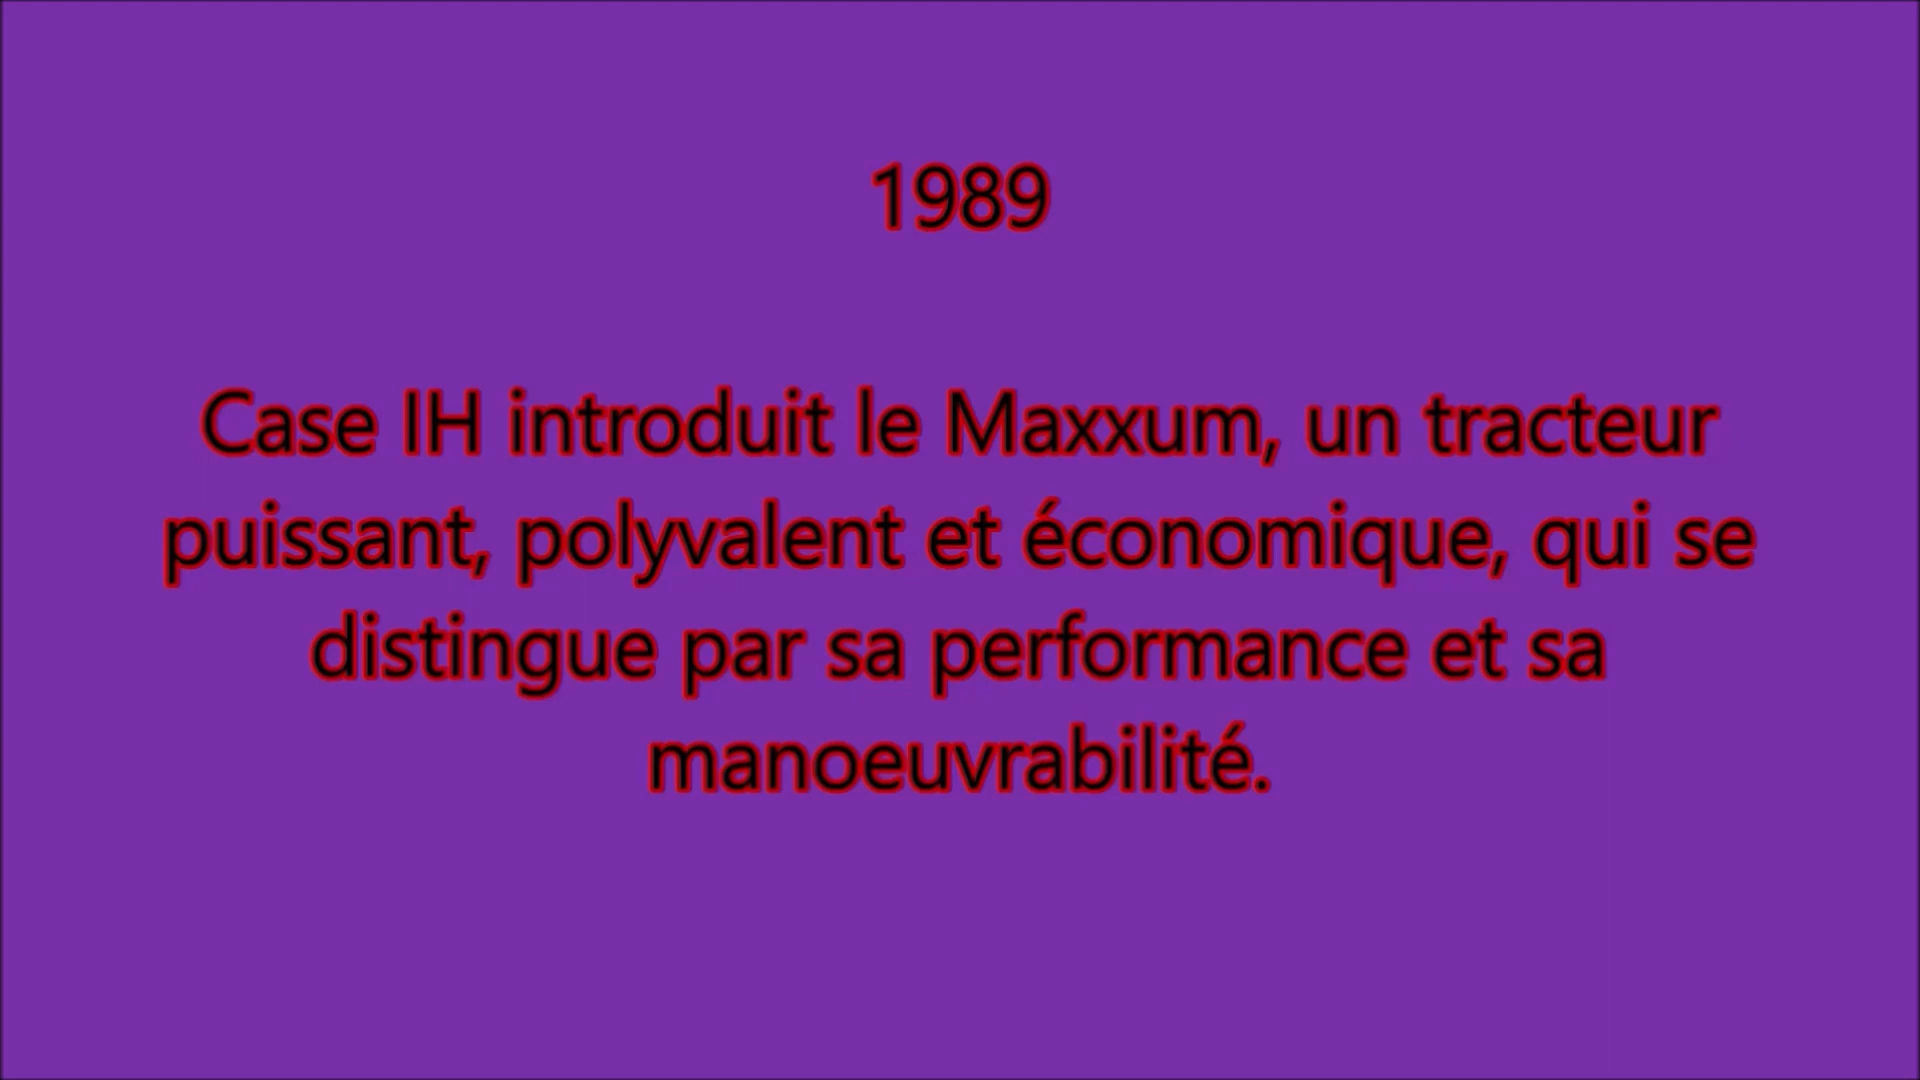 1989
Case IH introduit le Maxxum, un tracteur
puissant, polyvalent et économique, qui se
distingue par sa performance et sa
manoeuvrabilité.